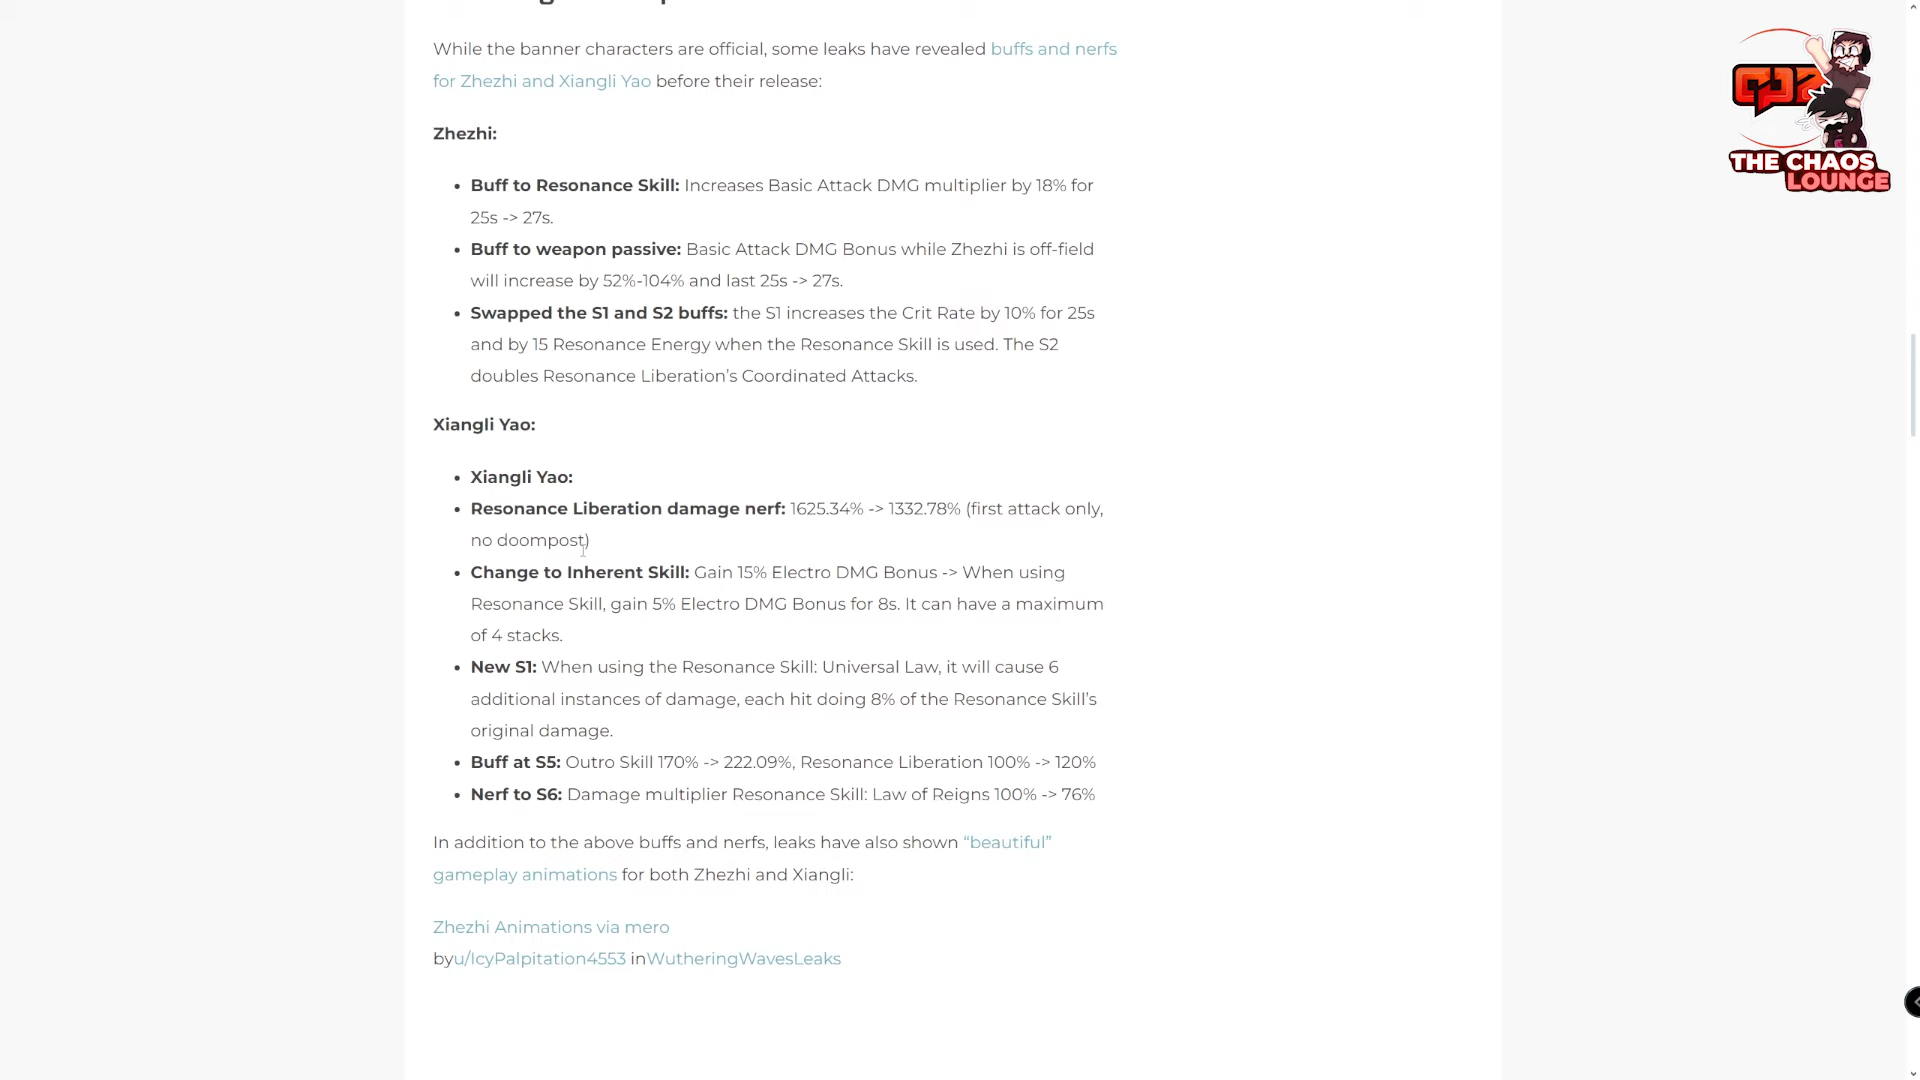 While the banner characters are official, some leaks have revealed buffs and nerfs
for Zhezhi and Xiangli Yao before their release:
Zhezhi:
• Buff to Resonance Skill: Increases Basic Attack DMG multiplier by 18% for
25s -> 27s.
• Buff to weapon passive: Basic Attack DMG Bonus while Zhezhi is off-field
will increase by 52%-104% and last 25s -> 27s.
• Swapped the S1 and S2 buffs: the S1 increases the Crit Rate by 10% for 25s
and by 15 Resonance Energy when the Resonance Skill is used. The S2
doubles Resonance Liberation’s Coordinated Attacks.
Xiangli Yao:
• Xiangli Yao:
• Resonance Liberation damage nerf: 1625.34% -> 1332.78% (first attack only,
no doompost)
• Change to Inherent Skill: Gain 15% Electro DMG Bonus -> When using
Resonance Skill, gain 5% Electro DMG Bonus for 8s. It can have a maximum
of 4 stacks.
• New S1: When using the Resonance Skill: Universal Law, it will cause 6
additional instances of damage, each hit doing 8% of the Resonance Skill’s
original damage.
• Buff at S5: Outro Skill 170% -> 222.09%, Resonance Liberation 100% -> 120%
• Nerf to S6: Damage multiplier Resonance Skill: Law of Reigns 100% -> 76%
In addition to the above buffs and nerfs, leaks have also shown “beautiful”
gameplay animations for both Zhezhi and Xiangli:
Zhezhi Animations via mero
byu/IcyPalpitation4553 inWutheringWavesLeaks
THE CHAOS
LOUNGE